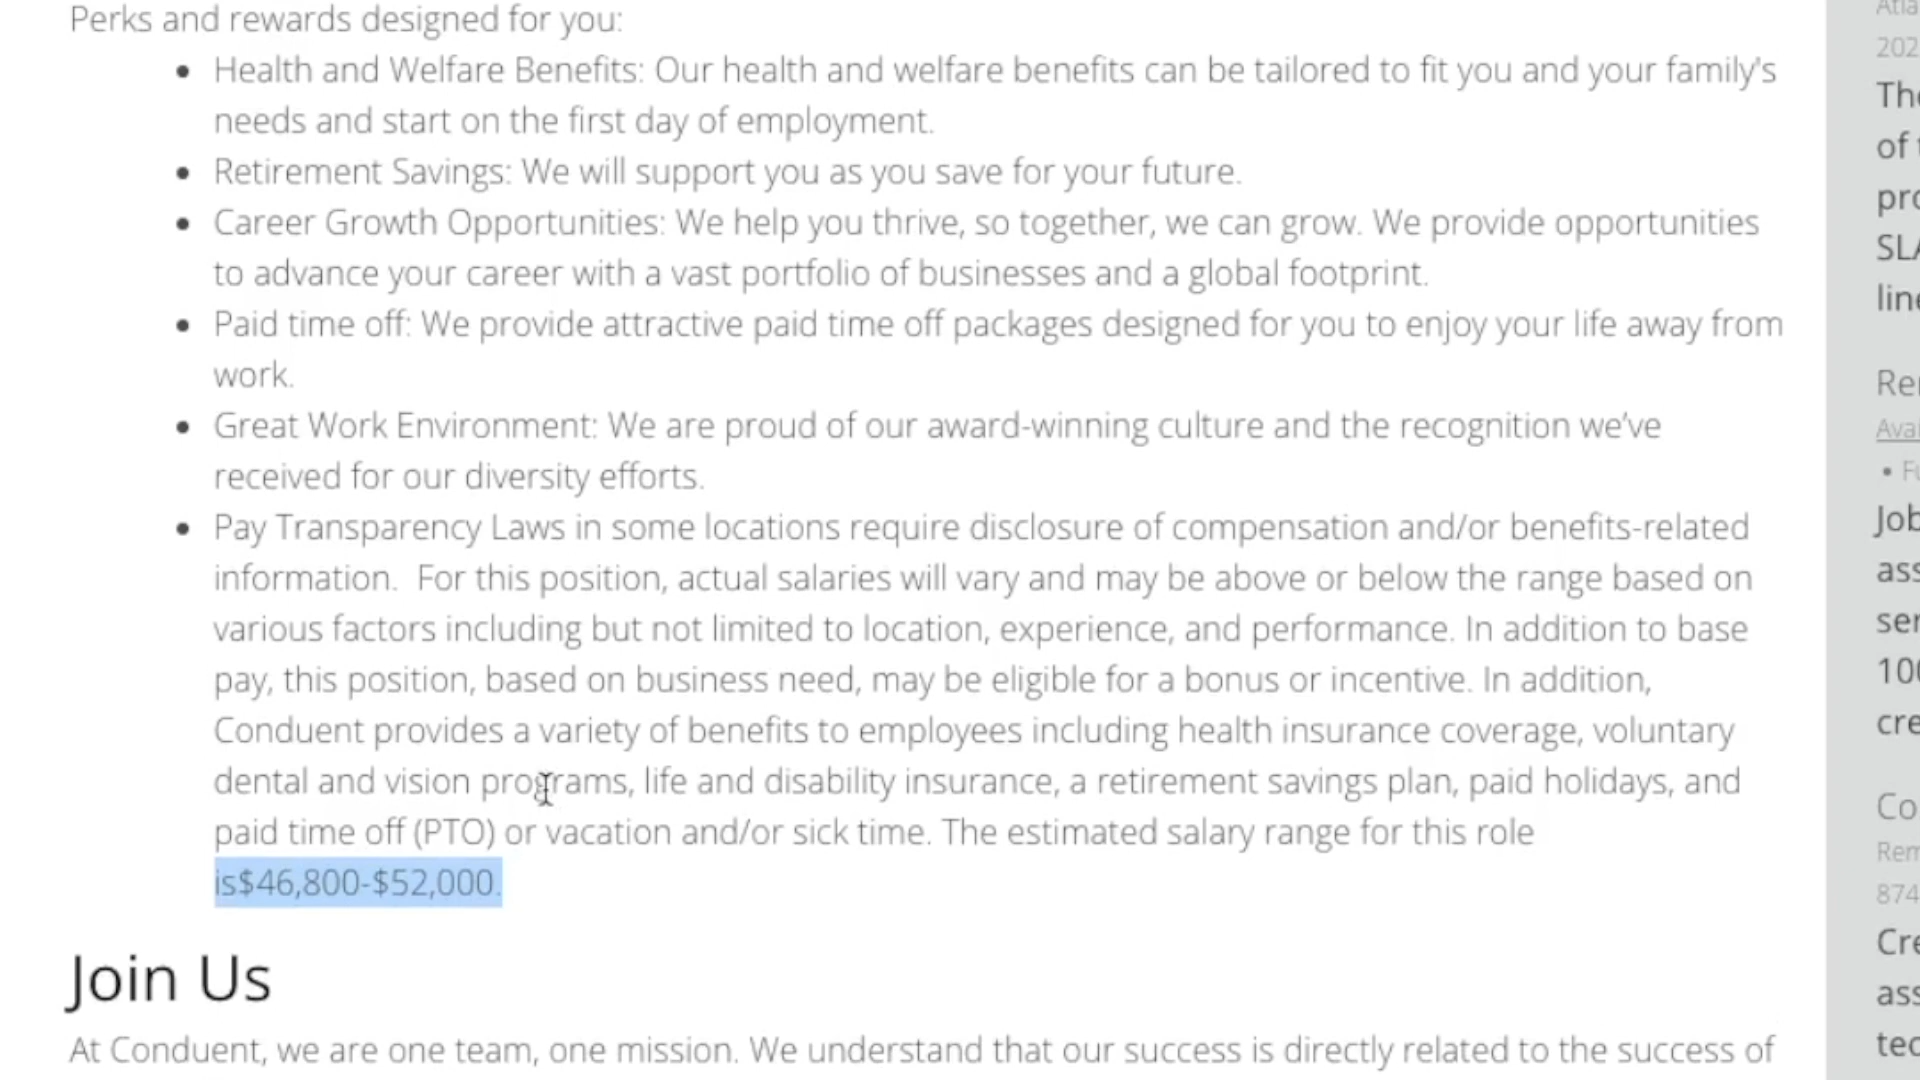 Perks and rewards designed for you:
• Health and Welfare Benefits: Our health and welfare benefits can be tailored to fit you and your family's
needs and start on the first day of employment.
• Retirement Savings: We will support you as you save for your future.
• Career Growth Opportunities: We help you thrive, so together, we can grow. We provide opportunities
to advance your career with a vast portfolio of businesses and a global footprint.
• Paid time off: We provide attractive paid time off packages designed for you to enjoy your life away from
work.
• Great Work Environment: We are proud of our award-winning culture and the recognition we’ve
received for our diversity efforts.
• Pay Transparency Laws in some locations require disclosure of compensation and/or benefits-related
information.  For this position, actual salaries will vary and may be above or below the range based on
various factors including but not limited to location, experience, and performance. In addition to base
pay, this position, based on business need, may be eligible for a bonus or incentive. In addition,
Conduent provides a variety of benefits to employees including health insurance coverage, voluntary
dental and vision programs, life and disability insurance, a retirement savings plan, paid holidays, and
paid time off (PTO) or vacation and/or sick time. The estimated salary range for this role
is$46,800-$52,000.
Join Us
At Conduent, we are one team, one mission. We understand that our success is directly related to the success of
of